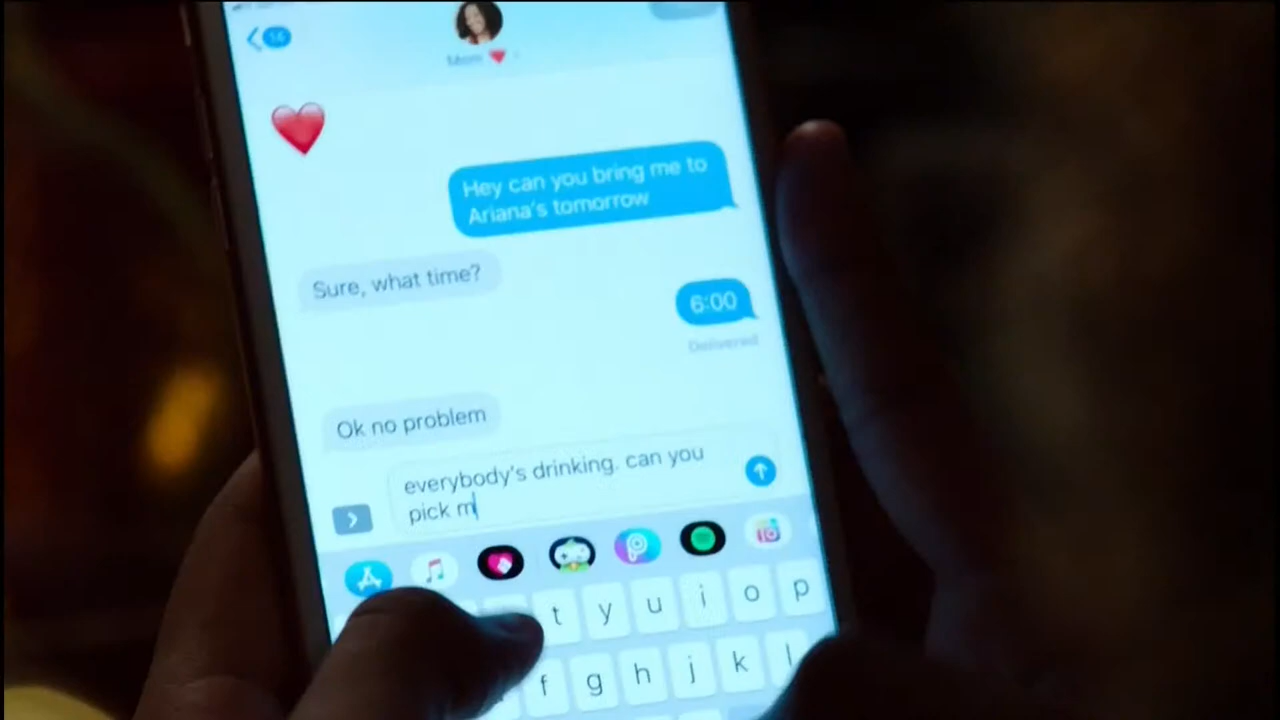 16
Mom ❤️
❤️
Hey can you bring me to
Ariana's tomorrow
Sure, what time?
6:00
Delivered
Ok no problem
everybody's drinking. can you
pick m
t y u i o p
f g h j k l